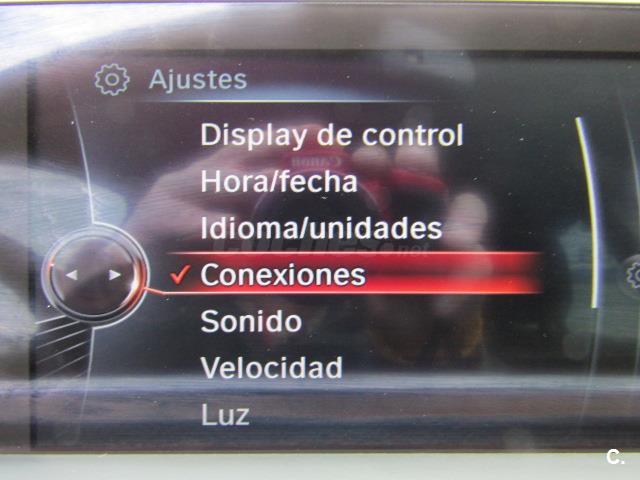 Ajustes
Display de control
Hora/fecha
Idioma/unidades
Conexiones
Sonido
Velocidad
Luz
C.